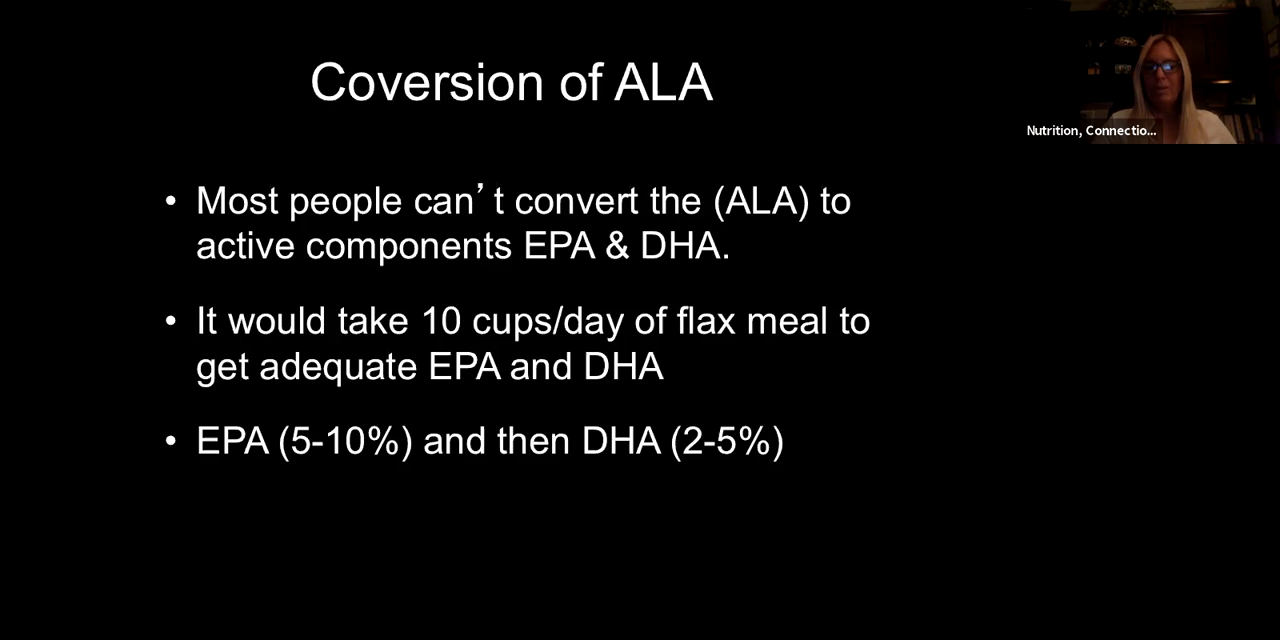 Coversion of ALA
Nutrition, Connectio...
• Most people can’t convert the (ALA) to
active components EPA & DHA.
• It would take 10 cups/day of flax meal to
get adequate EPA and DHA
• EPA (5-10%) and then DHA (2-5%)